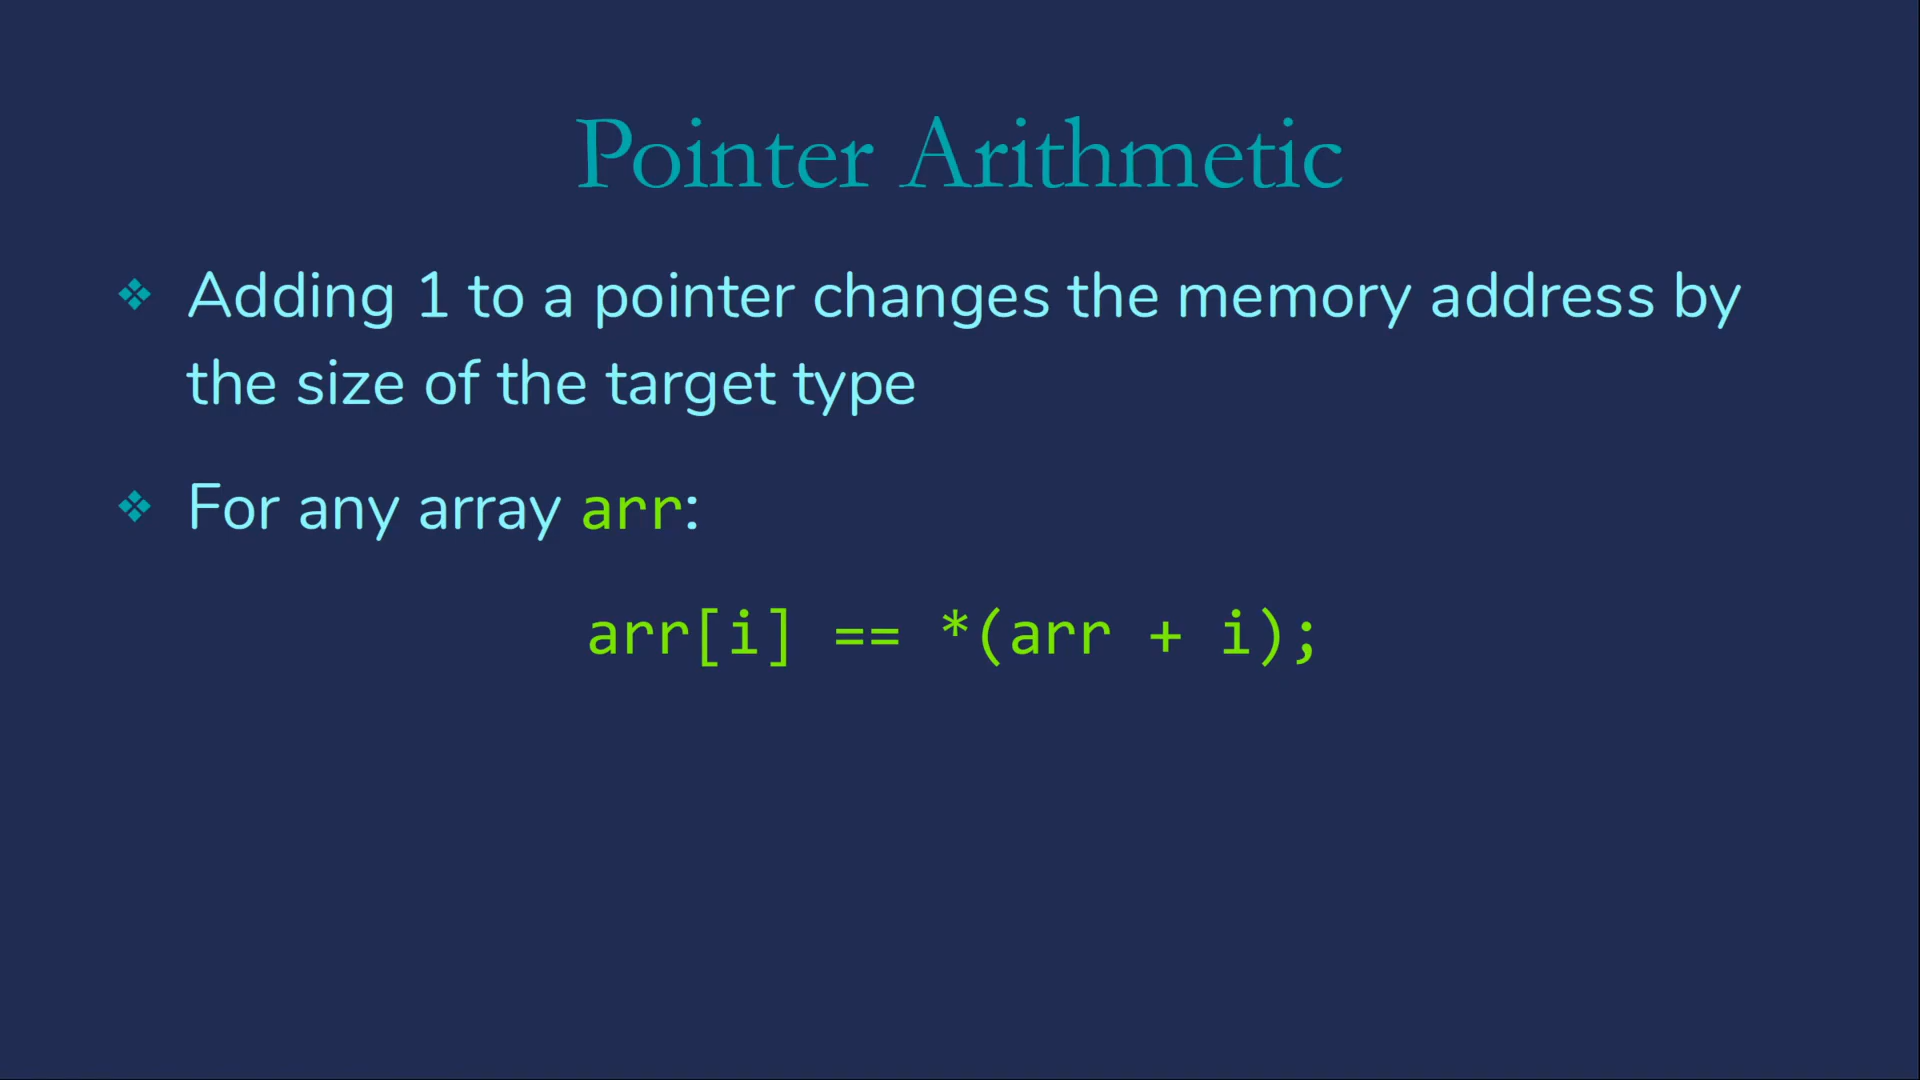 Pointer Arithmetic
❖ Adding 1 to a pointer changes the memory address by
the size of the target type
❖ For any array arr:
arr[i] == *(arr + i);